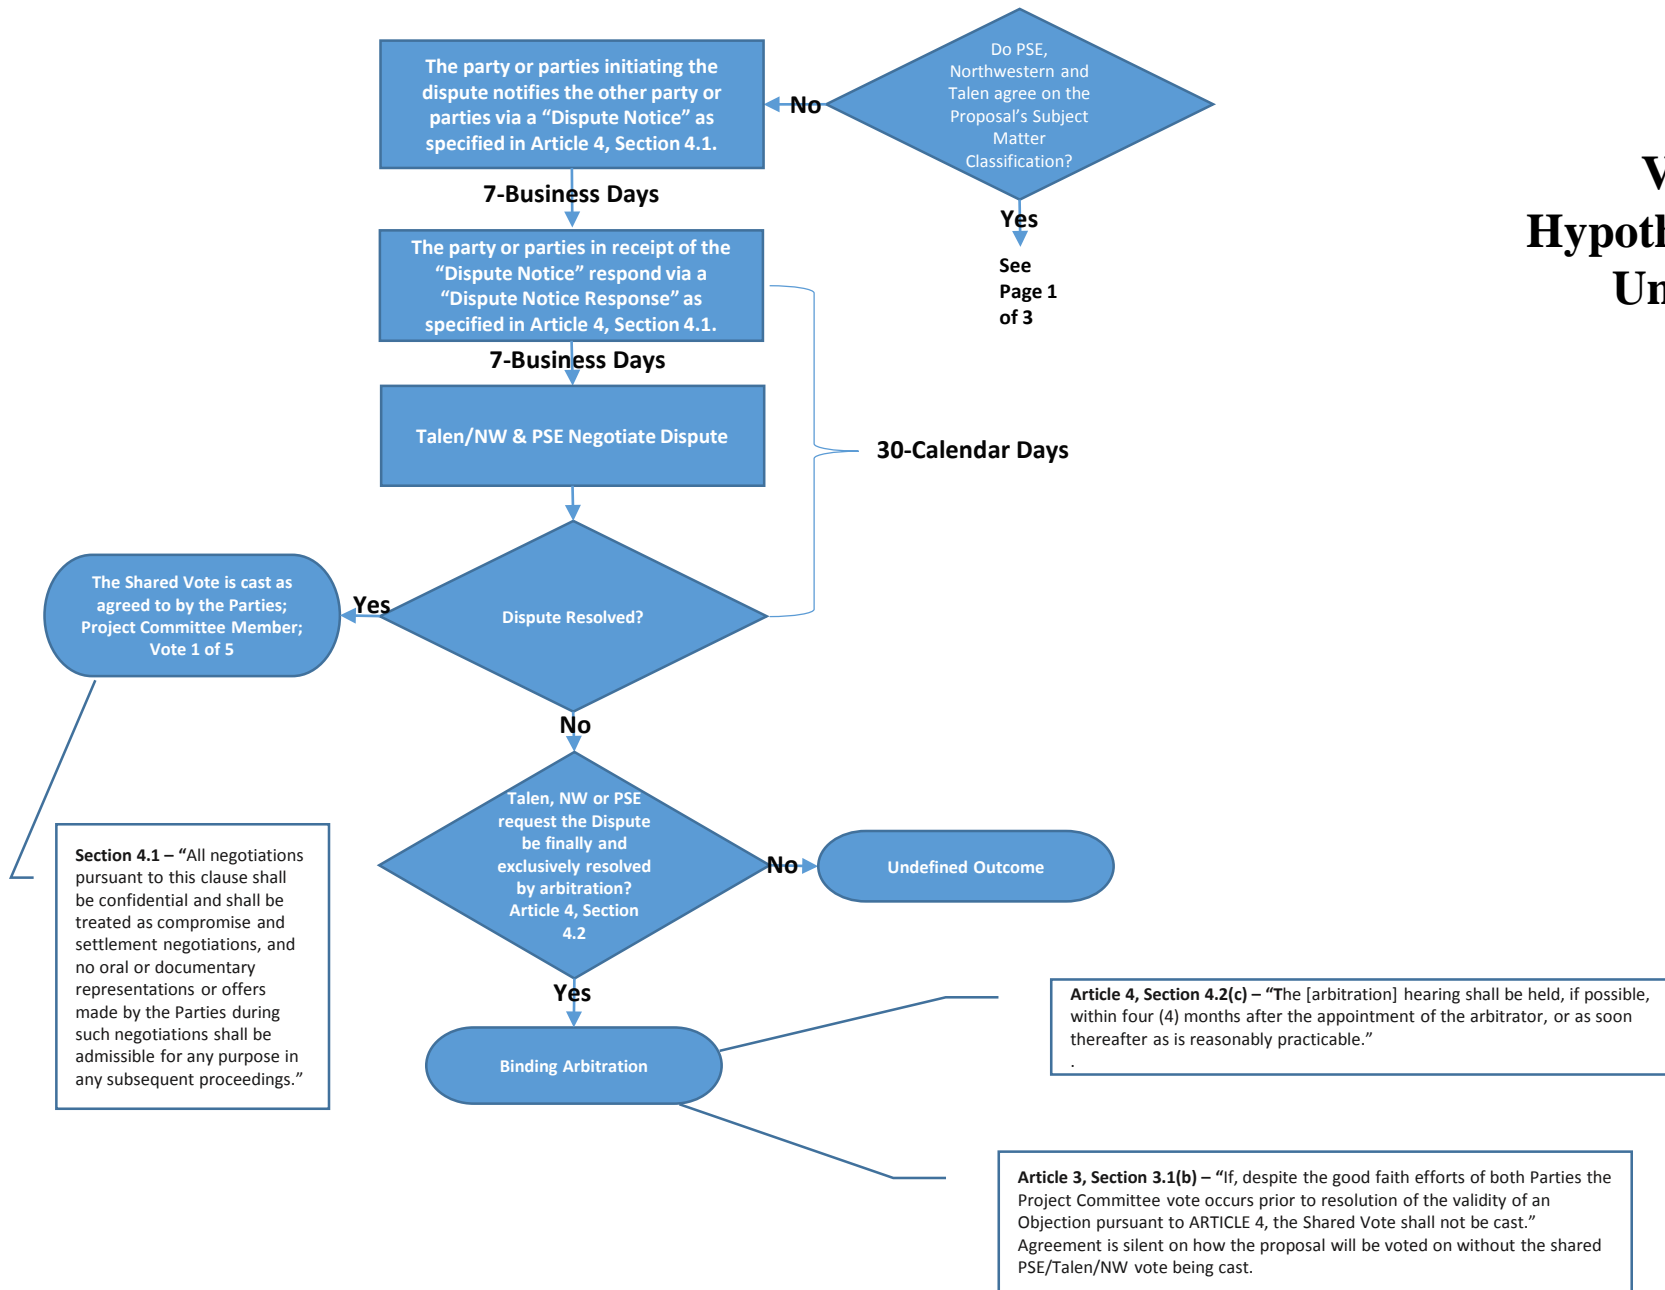 Do PSE,
Northwestern and
Talen agree on the
Proposal's Subject
Matter
Classification?
No
The party or parties initiating the
dispute notifies the other party or
parties via a “Dispute Notice” as
specified in Article 4, Section 4.1.
Yes
See
Page 1
of 3
V
Hypoth
Un
7-Business Days
The party or parties in receipt of the
“Dispute Notice” respond via a
“Dispute Notice Response” as
specified in Article 4, Section 4.1.
7-Business Days
Talen/NW & PSE Negotiate Dispute
30-Calendar Days
Dispute Resolved?
Yes
The Shared Vote is cast as
agreed to by the Parties;
Project Committee Member;
Vote 1 of 5
No
Talen, NW or PSE
request the Dispute
be finally and
exclusively resolved
by arbitration?
Article 4, Section
4.2
No
Undefined Outcome
Section 4.1 – “All negotiations
pursuant to this clause shall
be confidential and shall be
treated as compromise and
settlement negotiations, and
no oral or documentary
representations or offers
made by the Parties during
such negotiations shall be
admissible for any purpose in
any subsequent proceedings.”
Yes
Binding Arbitration
Article 4, Section 4.2(c) – “The [arbitration] hearing shall be held, if possible,
within four (4) months after the appointment of the arbitrator, or as soon
thereafter as is reasonably practicable.”
.
Article 3, Section 3.1(b) – “If, despite the good faith efforts of both Parties the
Project Committee vote occurs prior to resolution of the validity of an
Objection pursuant to ARTICLE 4, the Shared Vote shall not be cast.”
Agreement is silent on how the proposal will be voted on without the shared
PSE/Talen/NW vote being cast.